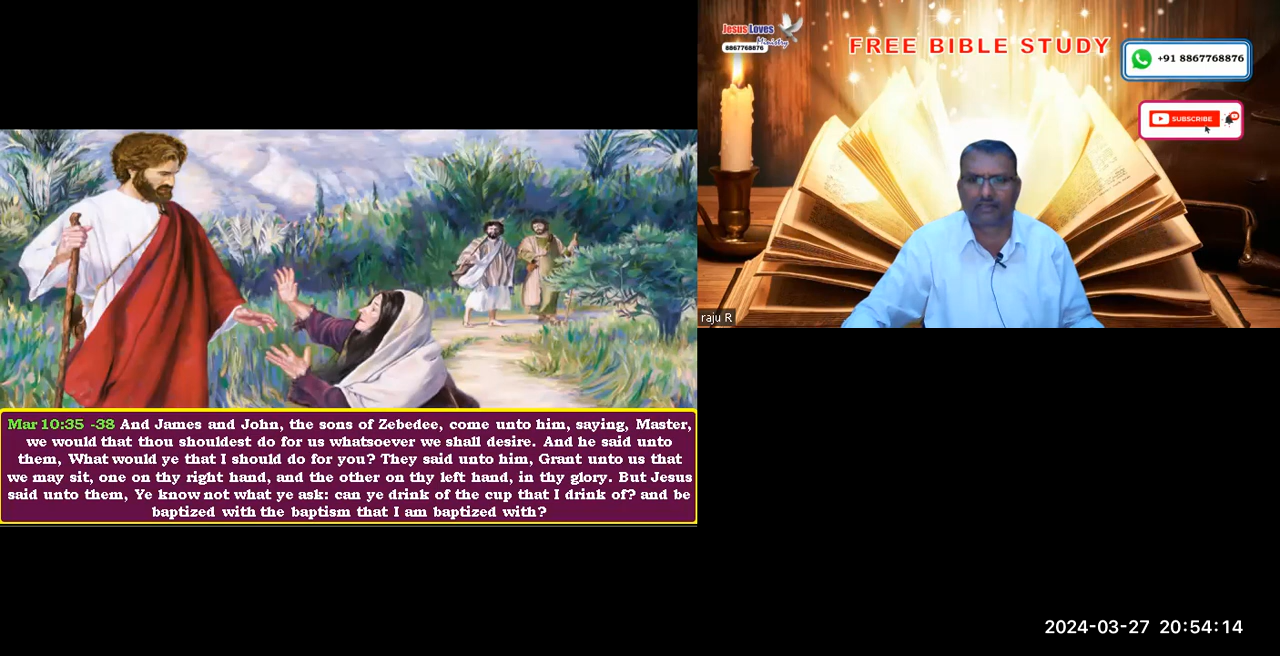 Mar 10:35 -38 And James and John, the sons of Zebedee, come unto him, saying, Master,
we would that thou shouldest do for us whatsoever we shall desire. And he said unto
them, What would ye that I should do for you? They said unto him, Grant unto us that
we may sit, one on thy right hand, and the other on thy left hand, in thy glory. But Jesus
said unto them, Ye know not what ye ask: can ye drink of the cup that I drink of? and be
baptized with the baptism that I am baptized with?
Jesus Loves
Ministry
8867768876
FREE BIBLE STUDY
+91 8867768876
SUBSCRIBE
raju R
2024-03-27 20:54:14